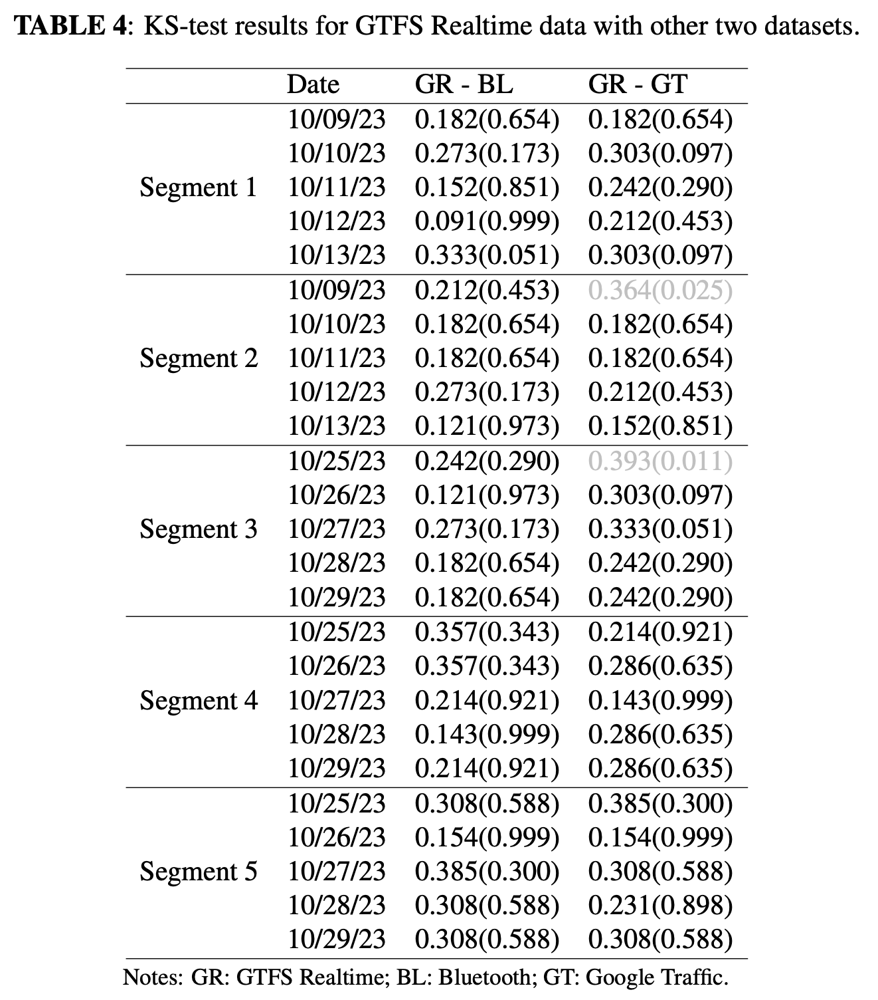 TABLE 4: KS-test results for GTFS Realtime data with other two datasets.
Date GR - BL GR - GT
10/09/23 0.182(0.654) 0.182(0.654)
10/10/23 0.273(0.173) 0.303(0.097)
Segment 1 10/11/23 0.152(0.851) 0.242(0.290)
10/12/23 0.091(0.999) 0.212(0.453)
10/13/23 0.333(0.051) 0.303(0.097)
10/09/23 0.212(0.453) 0.364(0.025)
10/10/23 0.182(0.654) 0.182(0.654)
Segment 2 10/11/23 0.182(0.654) 0.182(0.654)
10/12/23 0.273(0.173) 0.212(0.453)
10/13/23 0.121(0.973) 0.152(0.851)
10/25/23 0.242(0.290) 0.393(0.011)
10/26/23 0.121(0.973) 0.303(0.097)
Segment 3 10/27/23 0.273(0.173) 0.333(0.051)
10/28/23 0.182(0.654) 0.242(0.290)
10/29/23 0.182(0.654) 0.242(0.290)
10/25/23 0.357(0.343) 0.214(0.921)
10/26/23 0.357(0.343) 0.286(0.635)
Segment 4 10/27/23 0.214(0.921) 0.143(0.999)
10/28/23 0.143(0.999) 0.286(0.635)
10/29/23 0.214(0.921) 0.286(0.635)
10/25/23 0.308(0.588) 0.385(0.300)
10/26/23 0.154(0.999) 0.154(0.999)
Segment 5 10/27/23 0.385(0.300) 0.308(0.588)
10/28/23 0.308(0.588) 0.231(0.898)
10/29/23 0.308(0.588) 0.308(0.588)
Notes: GR: GTFS Realtime; BL: Bluetooth; GT: Google Traffic.